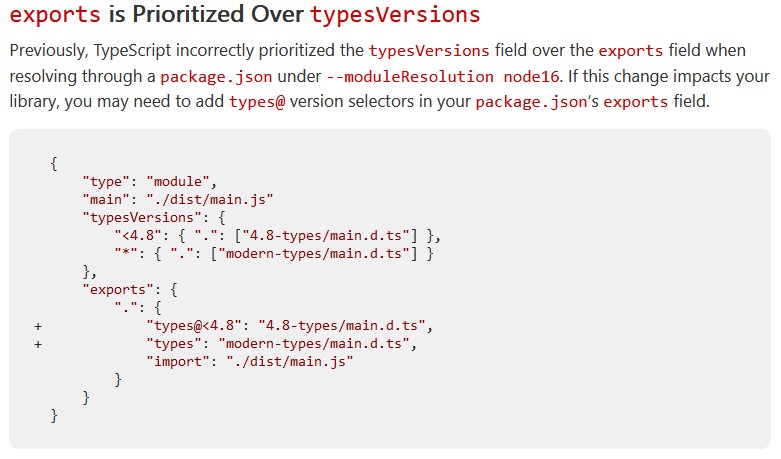 exports is Prioritized Over typesVersions
Previously, TypeScript incorrectly prioritized the typesVersions field over the exports field when
resolving through a package.json under --moduleResolution node16. If this change impacts your
library, you may need to add types@ version selectors in your package.json‘s exports field.
{
"type": "module",
"main": "./dist/main.js"
"typesVersions": {
"<4.8": { ".": ["4.8-types/main.d.ts"] },
"*": { ".": ["modern-types/main.d.ts"] }
},
"exports": {
".": {
+ "types@<4.8": "4.8-types/main.d.ts",
+ "types": "modern-types/main.d.ts",
"import": "./dist/main.js"
}
}
}